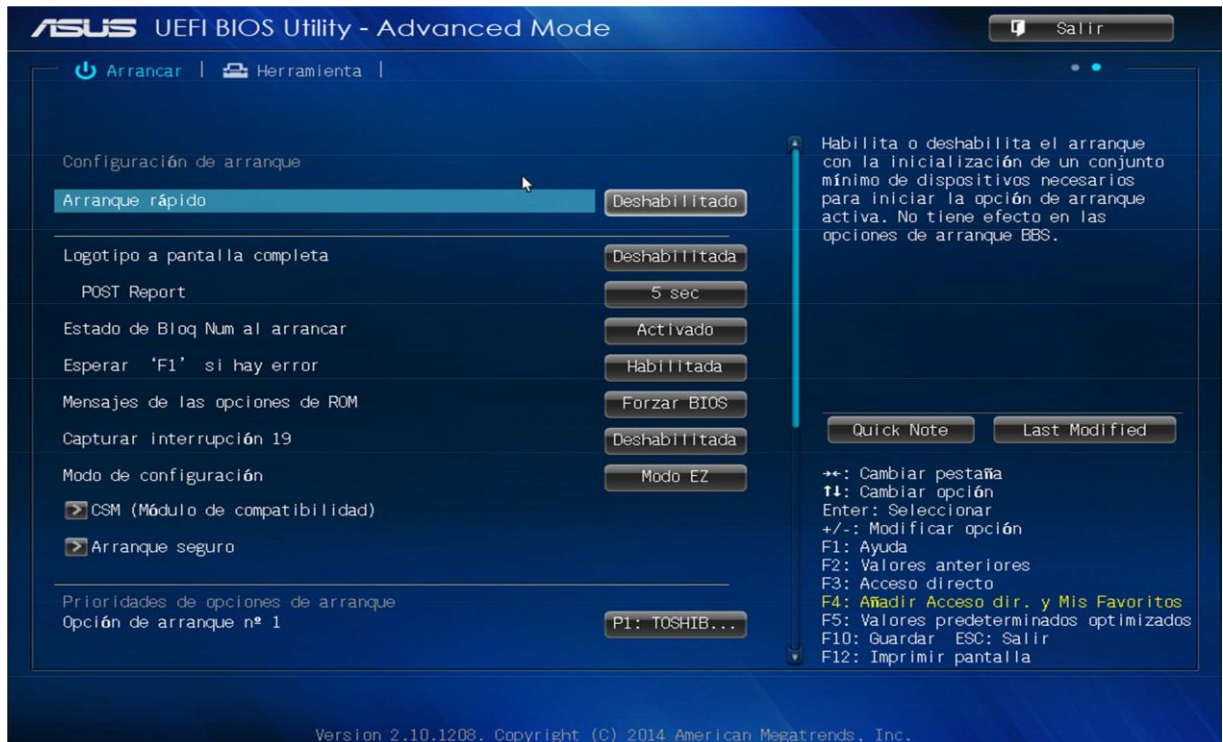 ASUS UEFI BIOS Utility - Advanced Mode
Salir
Arrancar | Herramienta |
Configuración de arranque
Arranque rápido Deshabilitado
Logotipo a pantalla completa Deshabilitada
POST Report 5 sec
Estado de Bloq Num al arrancar Activado
Esperar ‘F1’ si hay error Habilitada
Mensajes de las opciones de ROM Forzar BIOS
Capturar interrupción 19 Deshabilitada
Modo de configuración Modo EZ
CSM (Módulo de compatibilidad)
Arranque seguro
Prioridades de opciones de arranque
Opción de arranque nº 1 P1: TOSHIB...
Habilita o deshabilita el arranque
con la inicialización de un conjunto
mínimo de dispositivos necesarios
para iniciar la opción de arranque
activa. No tiene efecto en las
opciones de arranque BBS.
Quick Note Last Modified
→←: Cambiar pestaña
↑↓: Cambiar opción
Enter: Seleccionar
+/-: Modificar opción
F1: Ayuda
F2: Valores anteriores
F3: Acceso directo
F4: Añadir Acceso dir. y Mis Favoritos
F5: Valores predeterminados optimizados
F10: Guardar ESC: Salir
F12: Imprimir pantalla
Version 2.10.1208. Copyright (C) 2014 American Megatrends, Inc.